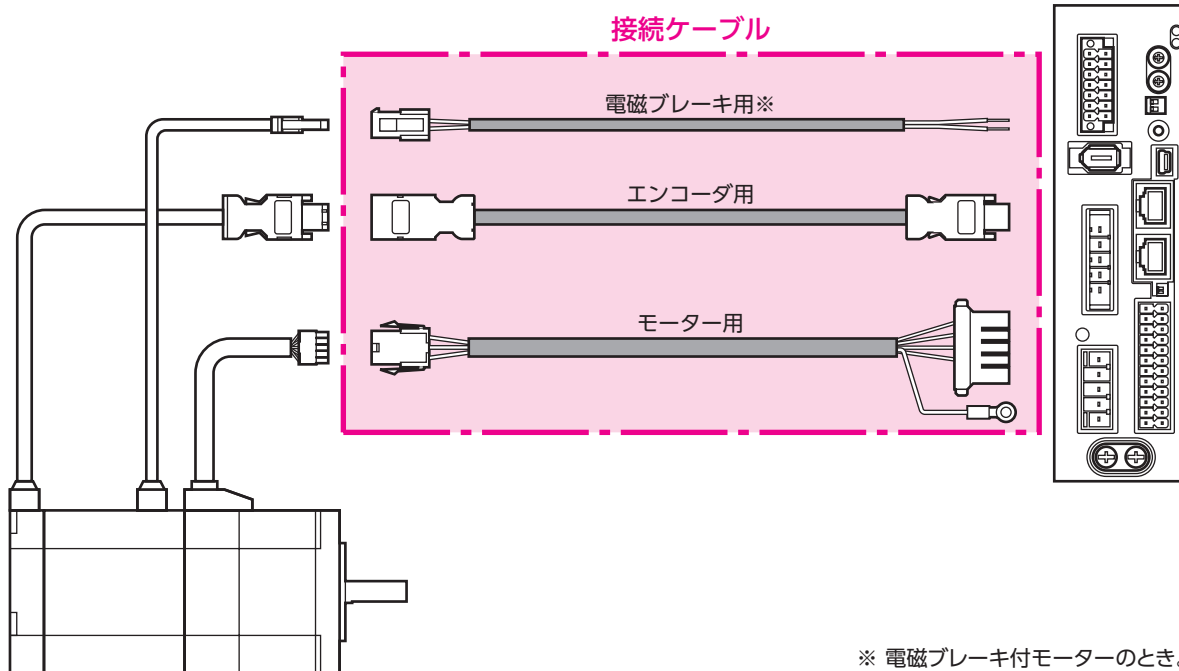 接続ケーブル
電磁ブレーキ用※
エンコーダ用
モーター用
※ 電磁ブレーキ付モーターのとき。